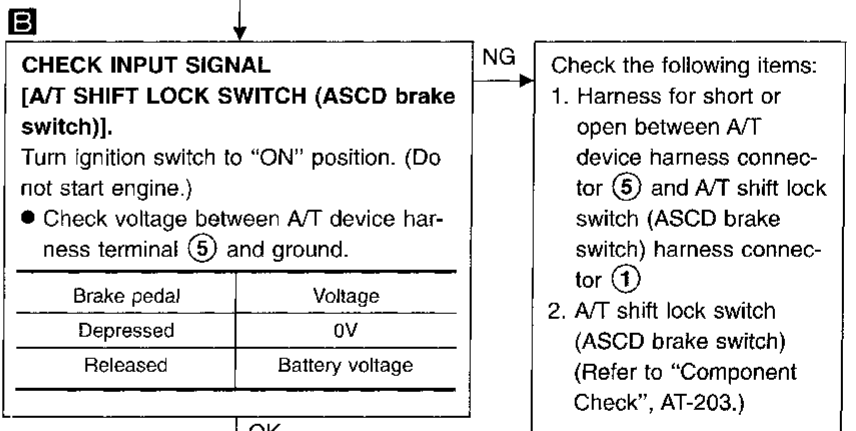 B
CHECK INPUT SIGNAL
[A/T SHIFT LOCK SWITCH (ASCD brake
switch)].
Turn ignition switch to “ON” position. (Do
not start engine.)
● Check voltage between A/T device har-
ness terminal ⑤ and ground.
Brake pedal Voltage
Depressed 0V
Released Battery voltage
OK
NG
Check the following items:
1. Harness for short or
open between A/T
device harness connec-
tor ⑤ and A/T shift lock
switch (ASCD brake
switch) harness connec-
tor ①
2. A/T shift lock switch
(ASCD brake switch)
(Refer to “Component
Check”, AT-203.)